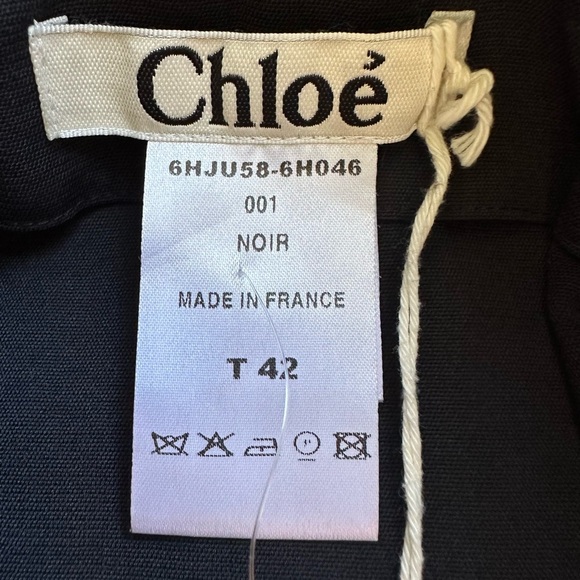 Chloé
6HJU58-6H046
001
NOIR
MADE IN FRANCE
T 42